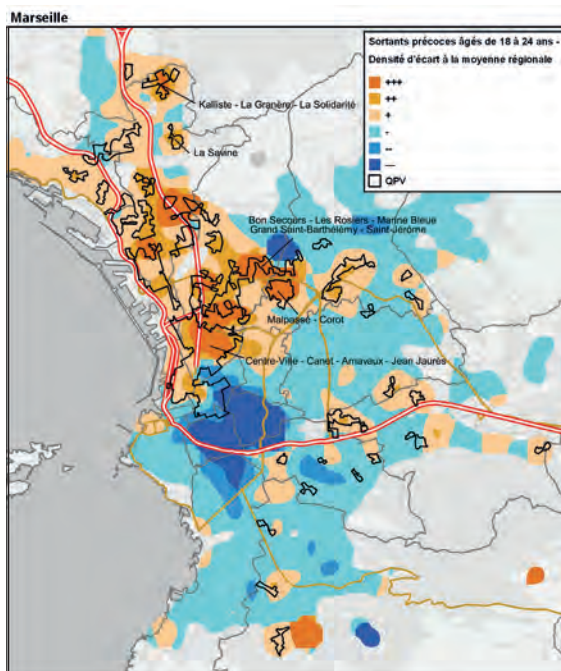 Marseille
Sortants précoces âgés de 18 à 24 ans -
Densité d'écart à la moyenne régionale
+++
++
+
-
--
---
QPV
Kalliste - La Granère - La Solidarité
La Savine
Bon Secours - Les Rosiers - Marine Bleue
Grand Saint-Barthélémy - Saint-Jérôme
Malpassé - Corot
Centre-Ville - Canet - Arnavaux - Jean Jaurès